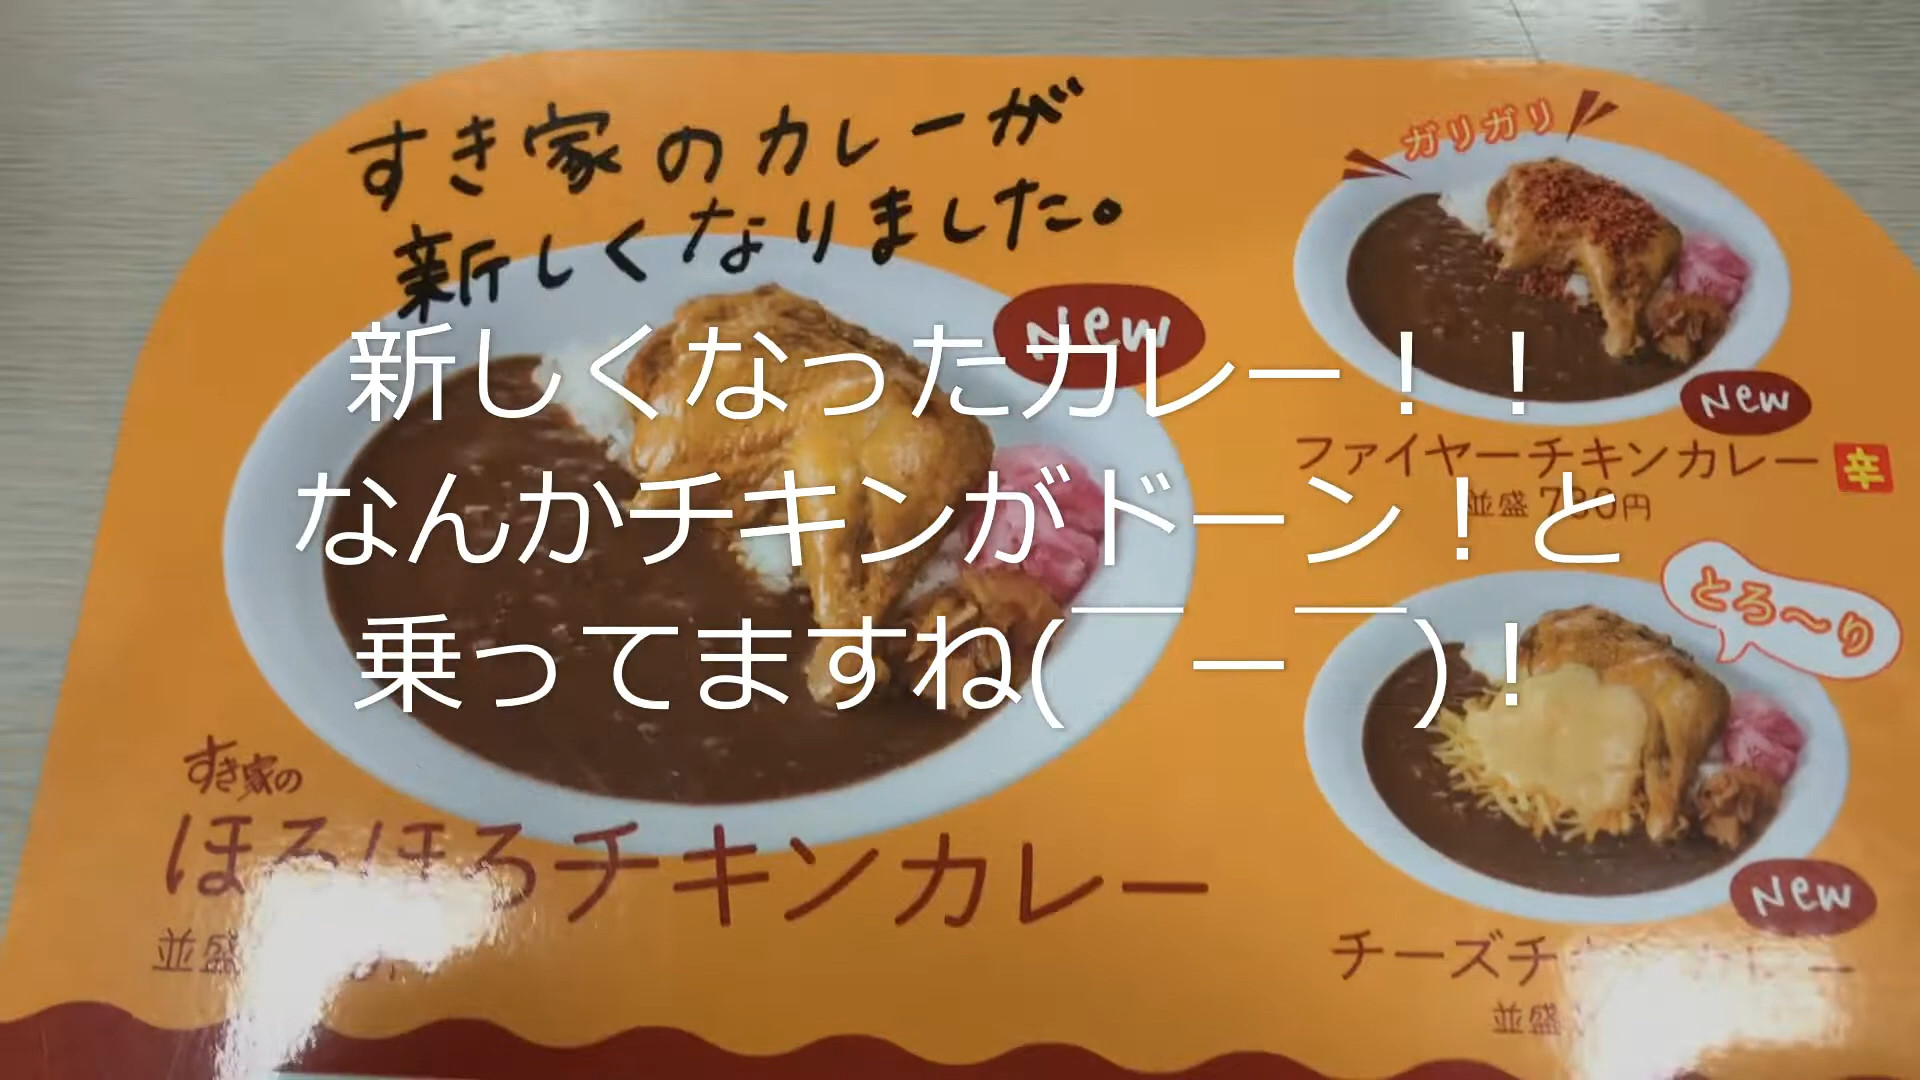 すき家のカレーが
新しくなりました。
New
新しくなったカレー！！
なんかチキンがドーン！と
乗ってますね(￣ー￣)！
すき家の
ほろほろチキンカレー
並盛
ガリガリ
New
ファイヤーチキンカレー 辛
並盛 円
とろ〜り
New
チーズチ
並盛